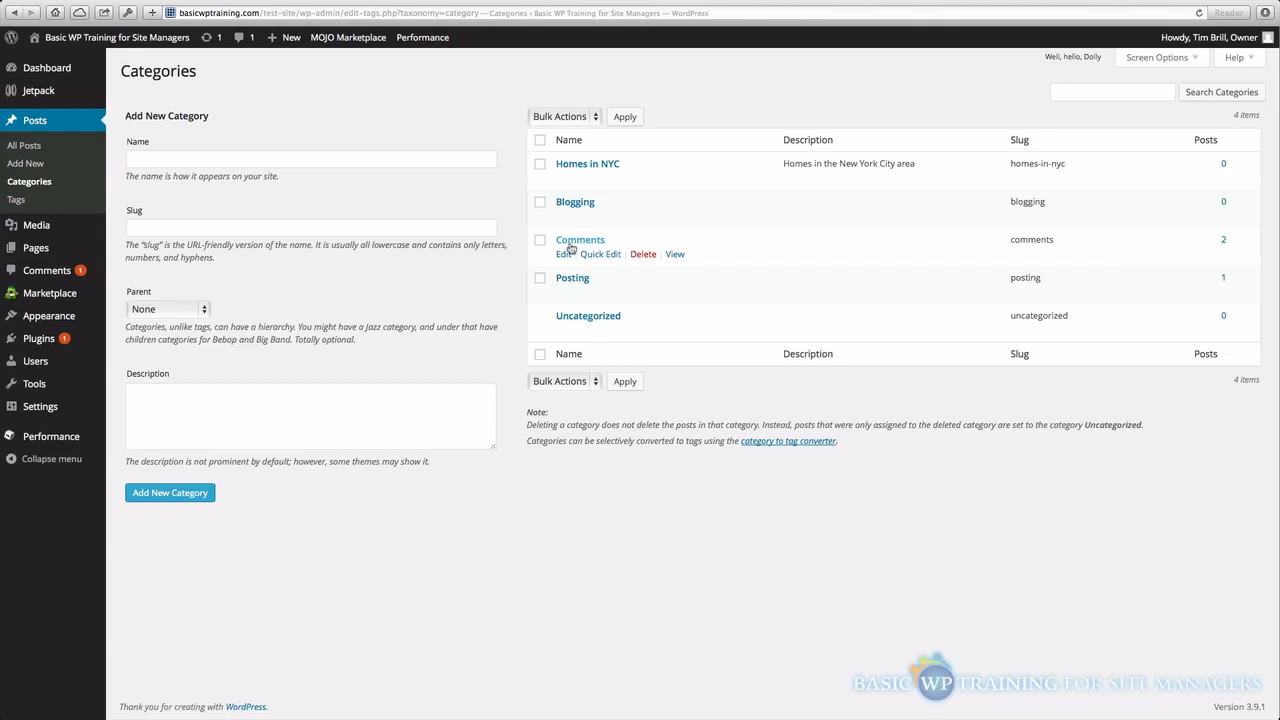 basicwptraining.com/test-site/wp-admin/edit-tags.php?taxonomy=category — Categories ‹ Basic WP Training for Site Managers — WordPress
Reader
Basic WP Training for Site Managers 1 1 New MOJO Marketplace Performance
Howdy, Tim Brill, Owner
Dashboard
Jetpack
Posts
All Posts
Add New
Categories
Tags
Media
Pages
Comments 1
Marketplace
Appearance
Plugins 1
Users
Tools
Settings
Performance
Collapse menu
Well, hello, Dolly
Screen Options
Help
Categories
Search Categories
Add New Category
Name
The name is how it appears on your site.
Slug
The “slug” is the URL-friendly version of the name. It is usually all lowercase and contains only letters,
numbers, and hyphens.
Parent
None
Categories, unlike tags, can have a hierarchy. You might have a Jazz category, and under that have
children categories for Bebop and Big Band. Totally optional.
Description
The description is not prominent by default; however, some themes may show it.
Add New Category
Bulk Actions Apply
4 items
Name Description Slug Posts
Homes in NYC Homes in the New York City area homes-in-nyc 0
Blogging blogging 0
Comments comments 2
Edit Quick Edit | Delete | View
Posting posting 1
Uncategorized uncategorized 0
Name Description Slug Posts
Bulk Actions Apply
4 items
Note:
Deleting a category does not delete the posts in that category. Instead, posts that were only assigned to the deleted category are set to the category Uncategorized.
Categories can be selectively converted to tags using the category to tag converter.
BASIC WP TRAINING FOR SITE MANAGERS
Thank you for creating with WordPress.
Version 3.9.1